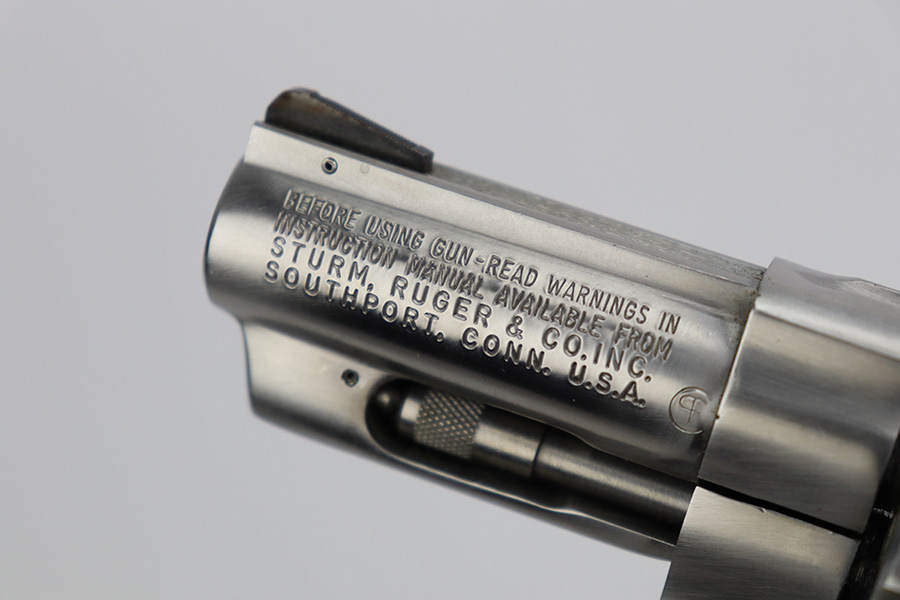 BEFORE USING GUN-READ WARNINGS IN
INSTRUCTION MANUAL AVAILABLE FROM
STURM, RUGER & CO. INC.
SOUTHPORT, CONN. U.S.A.